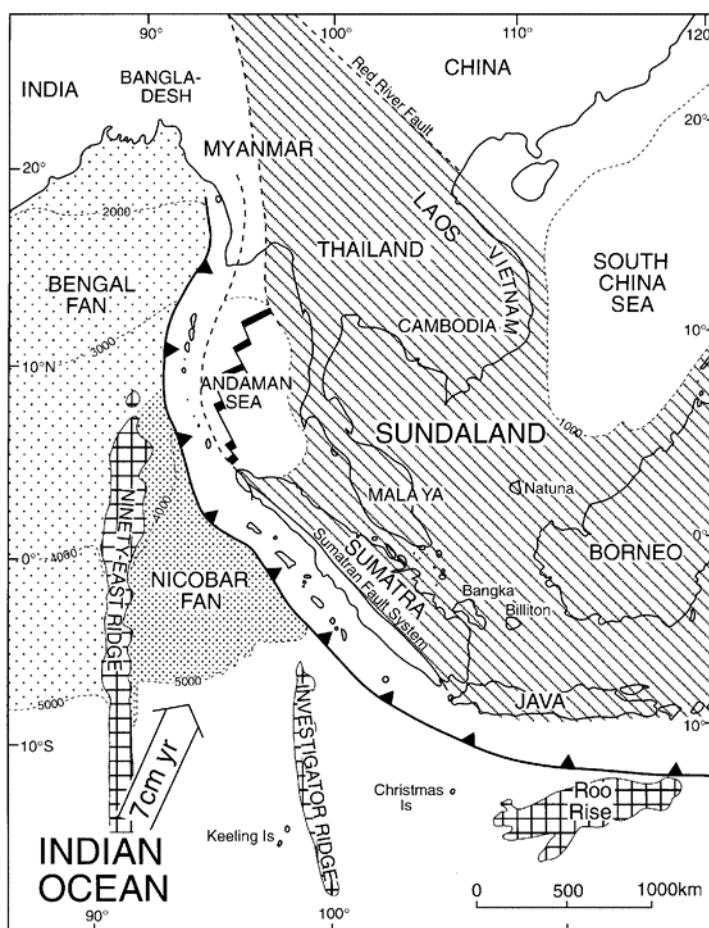 90°
100°
110°
120
CHINA
INDIA
BANGLA-
DESH
Red River Fault
20°
MYANMAR
20°
2000
LAOS
THAILAND
VIETNAM
BENGAL
FAN
SOUTH
CHINA
SEA
3000
CAMBODIA
10°
10°N
ANDAMAN
SEA
1000
SUNDALAND
4000
MALAYA
Natuna
NINETY EAST RIDGE
0°
0°
4000
4000
SUMATRA
BORNEO
NICOBAR
FAN
Sumatran Fault System
Bangka
Billiton
5000
5000
JAVA
10°S
10°
7cm yr
INVESTIGATOR RIDGE
Christmas
Is
Roo
Rise
Keeling Is
INDIAN
OCEAN
0 500 1000km
90°
100°